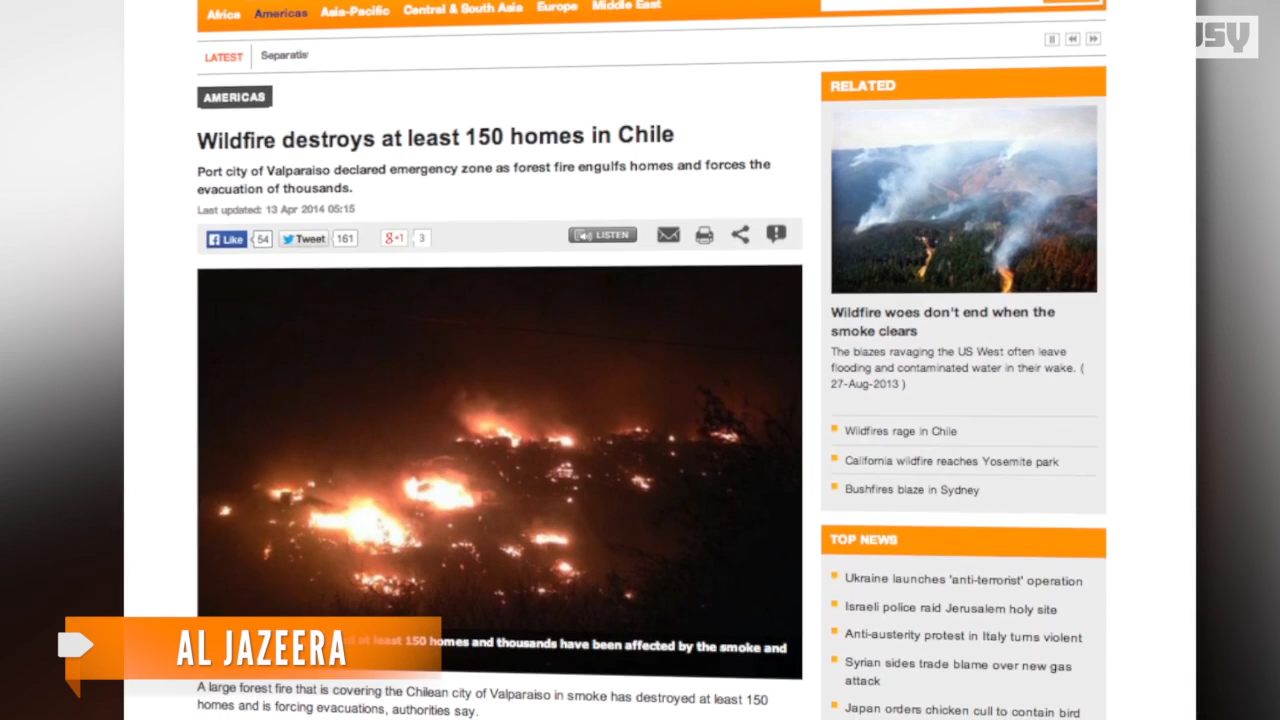 Africa Americas Asia-Pacific Central & South Asia Europe Middle East
LATEST Separatis
AMERICAS
Wildfire destroys at least 150 homes in Chile
Port city of Valparaiso declared emergency zone as forest fire engulfs homes and forces the
evacuation of thousands.
Last updated: 13 Apr 2014 05:15
Like 54 Tweet 161 g+1 3 LISTEN
at least 150 homes and thousands have been affected by the smoke and
A large forest fire that is covering the Chilean city of Valparaiso in smoke has destroyed at least 150
homes and is forcing evacuations, authorities say.
AL JAZEERA
RELATED
Wildfire woes don't end when the
smoke clears
The blazes ravaging the US West often leave
flooding and contaminated water in their wake. (
27-Aug-2013 )
Wildfires rage in Chile
California wildfire reaches Yosemite park
Bushfires blaze in Sydney
TOP NEWS
Ukraine launches 'anti-terrorist' operation
Israeli police raid Jerusalem holy site
Anti-austerity protest in Italy turns violent
Syrian sides trade blame over new gas
attack
Japan orders chicken cull to contain bird